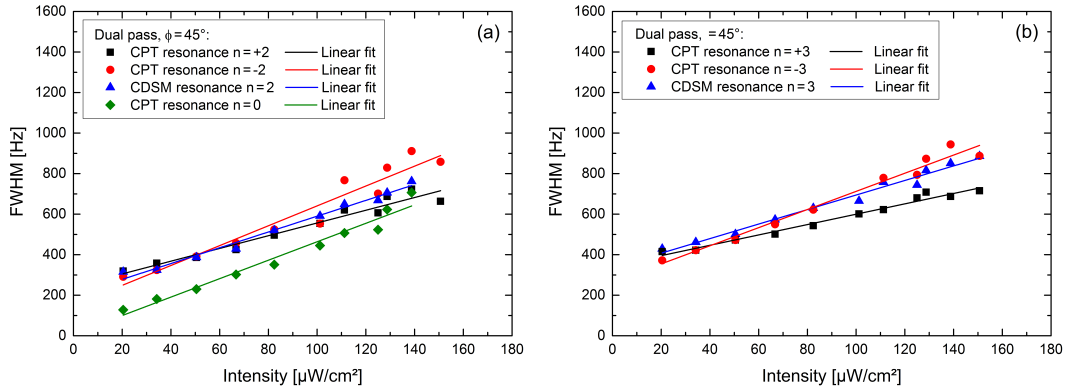 (a)
Dual pass, ϕ=45°:
CPT resonance n=+2 Linear fit
CPT resonance n=-2 Linear fit
CDSM resonance n=2 Linear fit
CPT resonance n=0 Linear fit
FWHM [Hz]
1600
1400
1200
1000
800
600
400
200
0
0 20 40 60 80 100 120 140 160 180
Intensity [µW/cm²]
(b)
Dual pass, =45°:
CPT resonance n=+3 Linear fit
CPT resonance n=-3 Linear fit
CDSM resonance n=3 Linear fit
FWHM [Hz]
1600
1400
1200
1000
800
600
400
200
0
0 20 40 60 80 100 120 140 160 180
Intensity [µW/cm²]